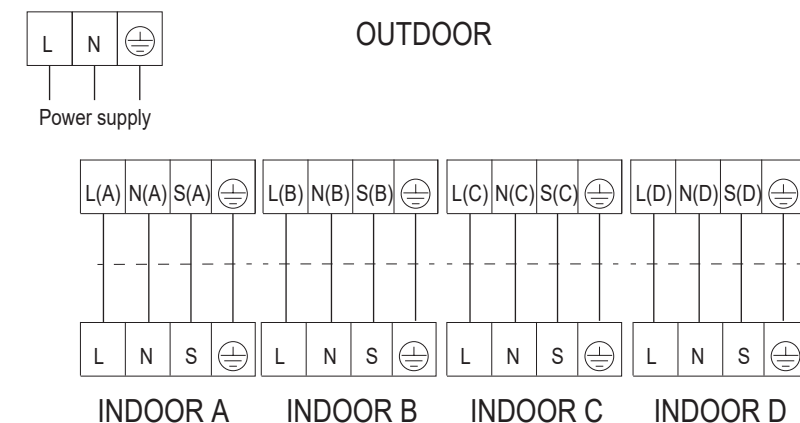 OUTDOOR
L N
Power supply
L(A) N(A) S(A) L(B) N(B) S(B) L(C) N(C) S(C) L(D) N(D) S(D)
L N S L N S L N S L N S
INDOOR A INDOOR B INDOOR C INDOOR D